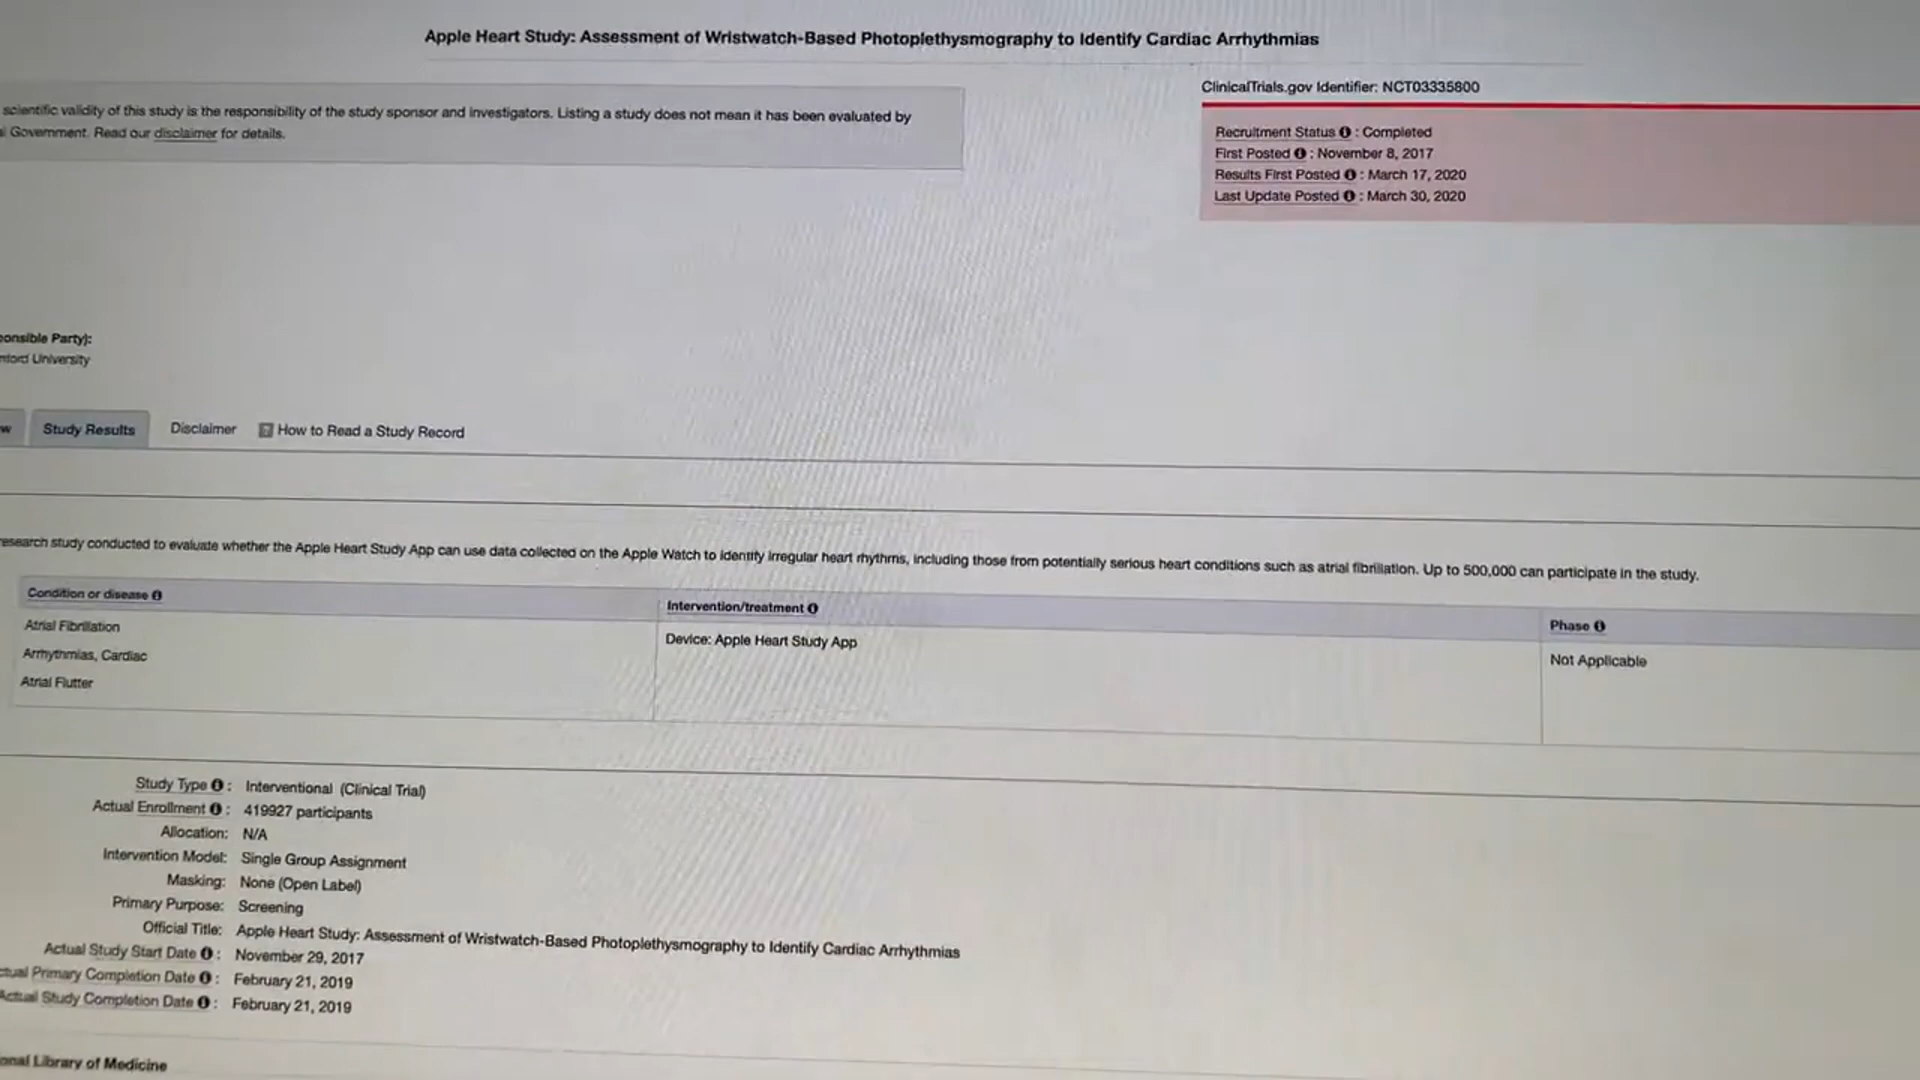 Apple Heart Study: Assessment of Wristwatch-Based Photoplethysmography to Identify Cardiac Arrhythmias
ClinicalTrials.gov Identifier: NCT03335800
scientific validity of this study is the responsibility of the study sponsor and investigators. Listing a study does not mean it has been evaluated by
Government. Read our disclaimer for details.
Recruitment Status : Completed
First Posted : November 8, 2017
Results First Posted : March 17, 2020
Last Update Posted : March 30, 2020
ponsible Party):
nford University
w
Study Results
Disclaimer
? How to Read a Study Record
research study conducted to evaluate whether the Apple Heart Study App can use data collected on the Apple Watch to identify irregular heart rhythms, including those from potentially serious heart conditions such as atrial fibrillation. Up to 500,000 can participate in the study.
Condition or disease
Intervention/treatment
Phase
Atrial Fibrillation
Arrhythmias, Cardiac
Atrial Flutter
Device: Apple Heart Study App
Not Applicable
Study Type : Interventional (Clinical Trial)
Actual Enrollment : 419927 participants
Allocation: N/A
Intervention Model: Single Group Assignment
Masking: None (Open Label)
Primary Purpose: Screening
Official Title: Apple Heart Study: Assessment of Wristwatch-Based Photoplethysmography to Identify Cardiac Arrhythmias
Actual Study Start Date : November 29, 2017
ctual Primary Completion Date : February 21, 2019
Actual Study Completion Date : February 21, 2019
onal Library of Medicine